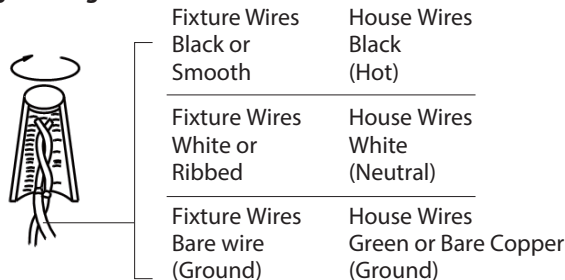 Fixture Wires House Wires
Black or Black
Smooth (Hot)
Fixture Wires House Wires
White or White
Ribbed (Neutral)
Fixture Wires House Wires
Bare wire Green or Bare Copper
(Ground) (Ground)